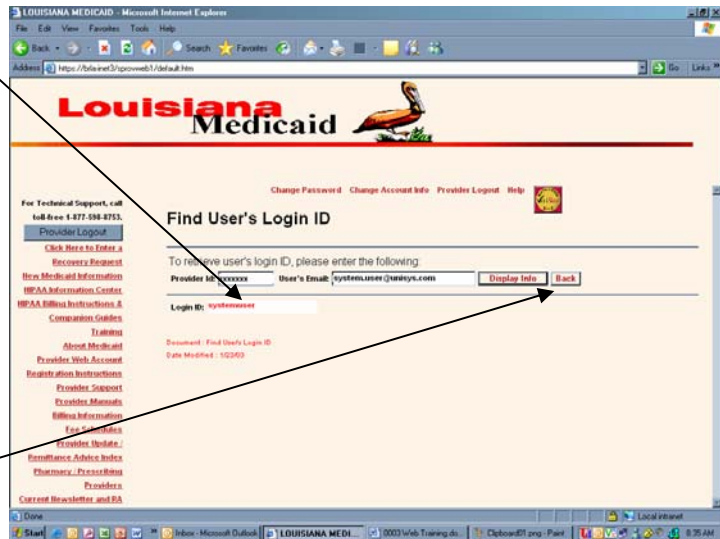 LOUISIANA MEDICAID - Microsoft Internet Explorer
File Edit View Favorites Tools Help
Back Search Favorites
Address https://brlainet3/sprovweb1/default.htm Go Links
Louisiana
Medicaid
Change Password Change Account Info Provider Logout Help
For Technical Support, call
toll-free 1-877-598-8753.
Provider Logout
Click Here to Enter a
Recovery Request
New Medicaid Information
HIPAA Information Center
HIPAA Billing Instructions &
Companion Guides
Training
About Medicaid
Provider Web Account
Registration Instructions
Provider Support
Provider Manuals
Billing Information
Fee Schedules
Provider Update /
Remittance Advice Index
Pharmacy / Prescribing
Providers
Current Newsletter and RA
Find User's Login ID
To retrieve user's login ID, please enter the following:
Provider Id: xxxxxxx User's Email: system.user@unisys.com Display Info Back
Login ID: systemuser
Document : Find User's Login ID
Date Modified : 1/23/03
Done Local intranet
Start Inbox - Microsoft Outlook LOUISIANA MEDI... 0003 Web Training.do... Clipboard01.png - Paint 8:35 AM